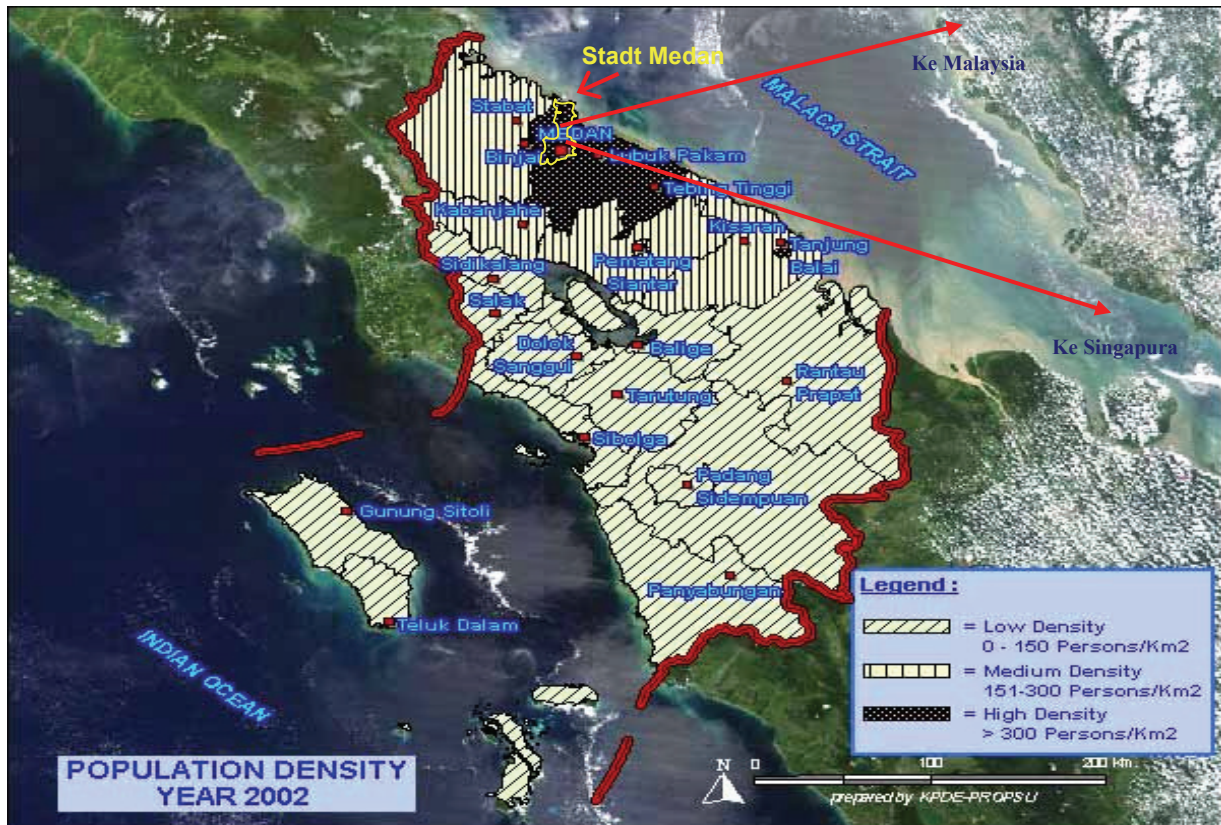 Stadt Medan
Ke Malaysia
MALACA STRAIT
Stabat
MEDAN
Binjai
Lubuk Pakam
Tebing Tinggi
Kabanjahe
Kisaran
Tanjung
Balai
Pematang
Siantar
Sidikalang
Salak
Ke Singapura
Dolok
Sanggul
Balige
Rantau
Prapat
Tarutung
Sibolga
Padang
Sidempuan
Gunung Sitoli
Panyabungan
Teluk Dalam
INDIAN OCEAN
Legend :
= Low Density
0 - 150 Persons/Km2
= Medium Density
151-300 Persons/Km2
= High Density
> 300 Persons/Km2
POPULATION DENSITY
YEAR 2002
N
0 100 200 km
prepared by KPDE-PROPSU